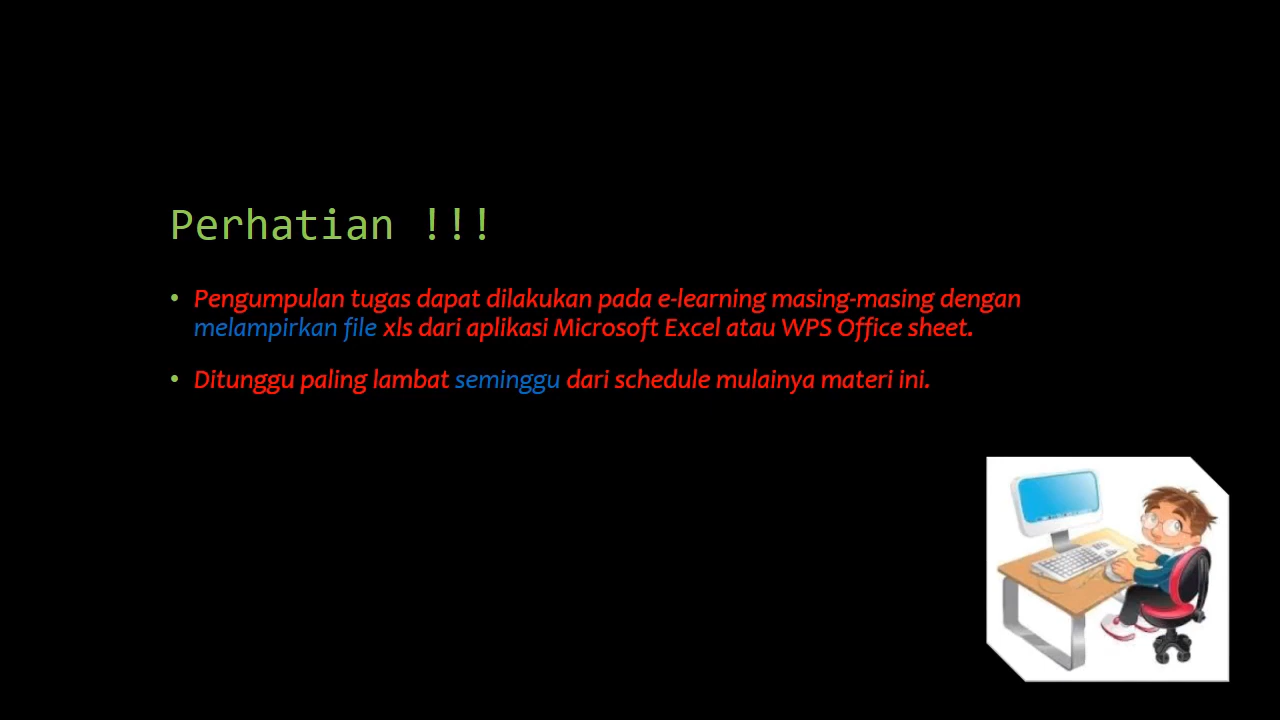 Perhatian !!!
• Pengumpulan tugas dapat dilakukan pada e-learning masing-masing dengan
melampirkan file xls dari aplikasi Microsoft Excel atau WPS Office sheet.
• Ditunggu paling lambat seminggu dari schedule mulainya materi ini.